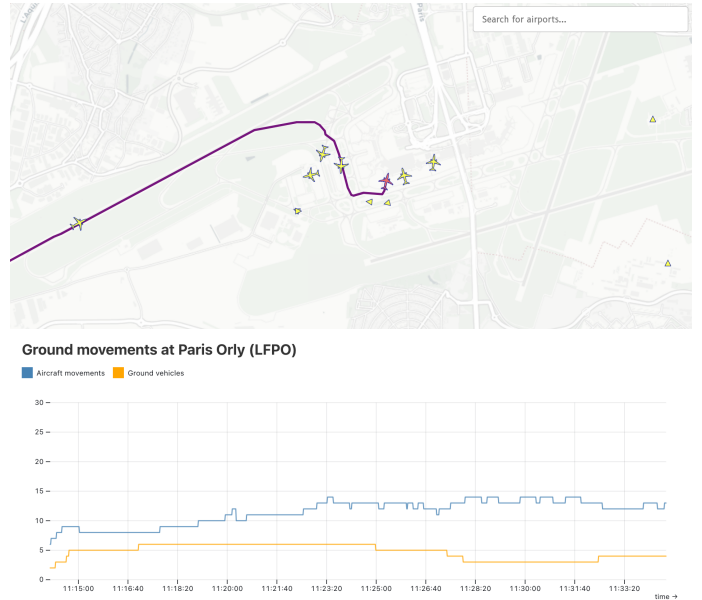 L'Aqu
Paris
Search for airports...
Ground movements at Paris Orly (LFPO)
Aircraft movements Ground vehicles
30
25
20
15
10
5
0
11:15:00 11:16:40 11:18:20 11:20:00 11:21:40 11:23:20 11:25:00 11:26:40 11:28:20 11:30:00 11:31:40 11:33:20
time →